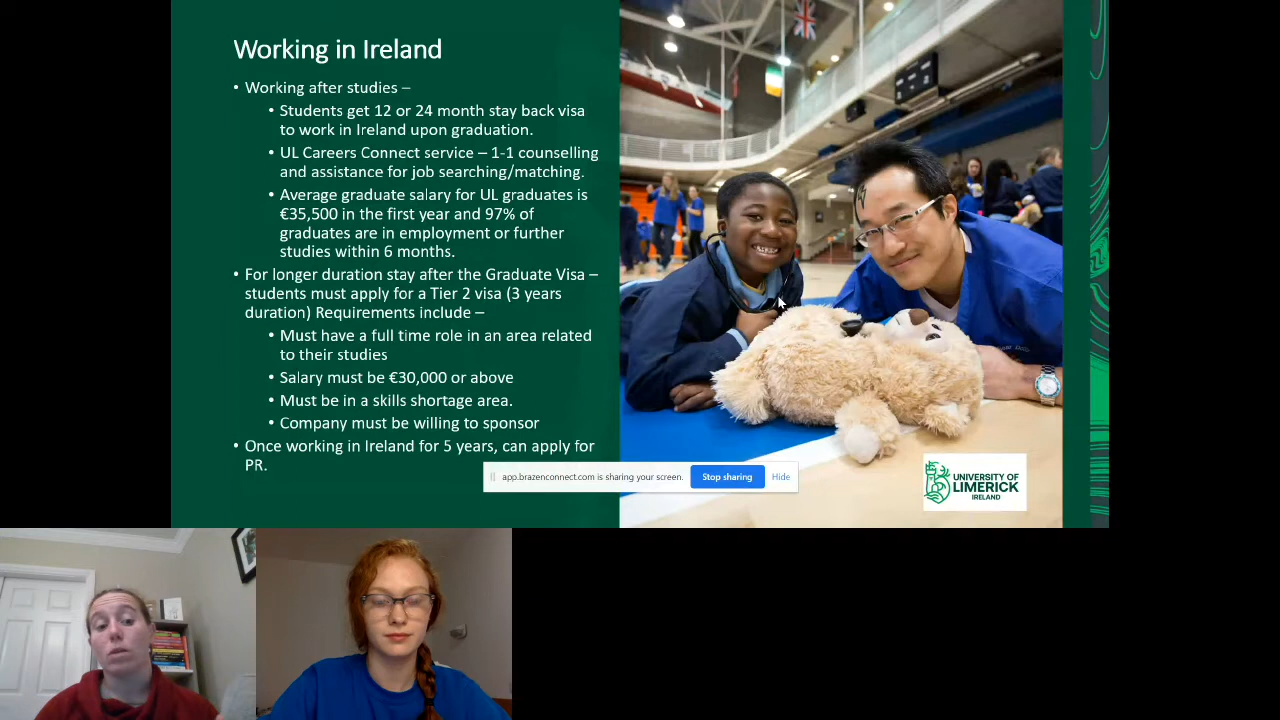 Working in Ireland
• Working after studies –
• Students get 12 or 24 month stay back visa
to work in Ireland upon graduation.
• UL Careers Connect service – 1-1 counselling
and assistance for job searching/matching.
• Average graduate salary for UL graduates is
€35,500 in the first year and 97% of
graduates are in employment or further
studies within 6 months.
• For longer duration stay after the Graduate Visa –
students must apply for a Tier 2 visa (3 years
duration) Requirements include –
• Must have a full time role in an area related
to their studies
• Salary must be €30,000 or above
• Must be in a skills shortage area.
• Company must be willing to sponsor
• Once working in Ireland for 5 years, can apply for
PR.
app.brazenconnect.com is sharing your screen. Stop sharing Hide
UNIVERSITY OF
LIMERICK
IRELAND